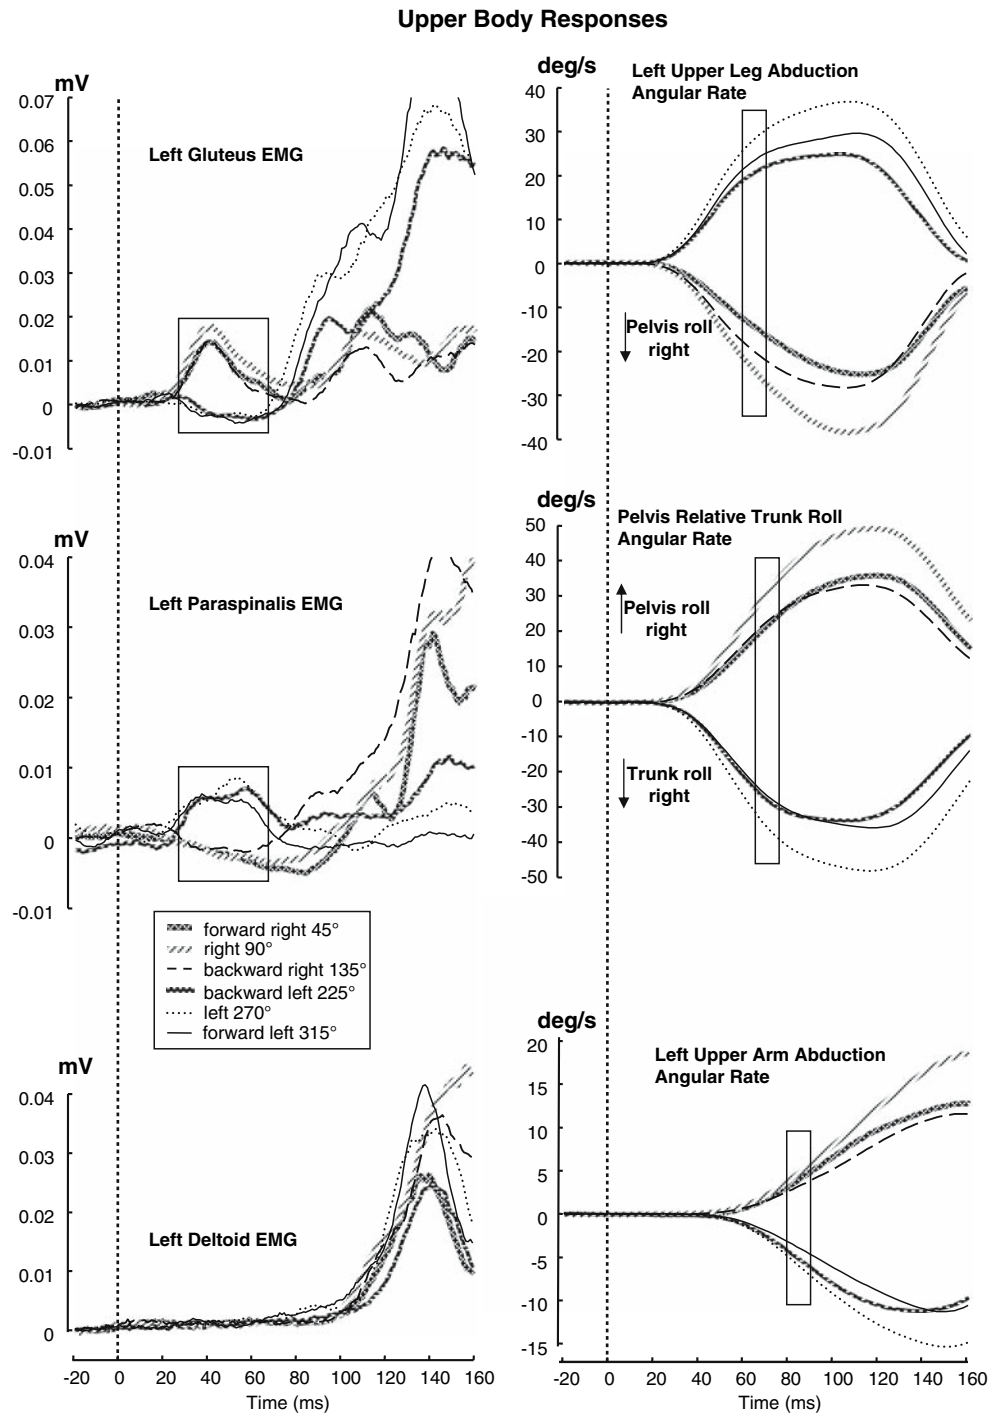 Upper Body Responses
mV
Left Gluteus EMG
0.07
0.06
0.05
0.04
0.03
0.02
0.01
0
-0.01
deg/s
Left Upper Leg Abduction
Angular Rate
40
30
20
10
0
-10
-20
-30
-40
Pelvis roll
right
mV
Left Paraspinalis EMG
0.04
0.03
0.02
0.01
0
-0.01
deg/s
Pelvis Relative Trunk Roll
Angular Rate
50
40
30
20
10
0
-10
-20
-30
-40
-50
Pelvis roll
right
Trunk roll
right
forward right 45°
right 90°
backward right 135°
backward left 225°
left 270°
forward left 315°
mV
Left Deltoid EMG
0.04
0.03
0.02
0.01
0
-20 0 20 40 60 80 100 120 140 160
Time (ms)
deg/s
Left Upper Arm Abduction
Angular Rate
20
15
10
5
0
-5
-10
-15
-20 0 20 40 60 80 100 120 140 160
Time (ms)